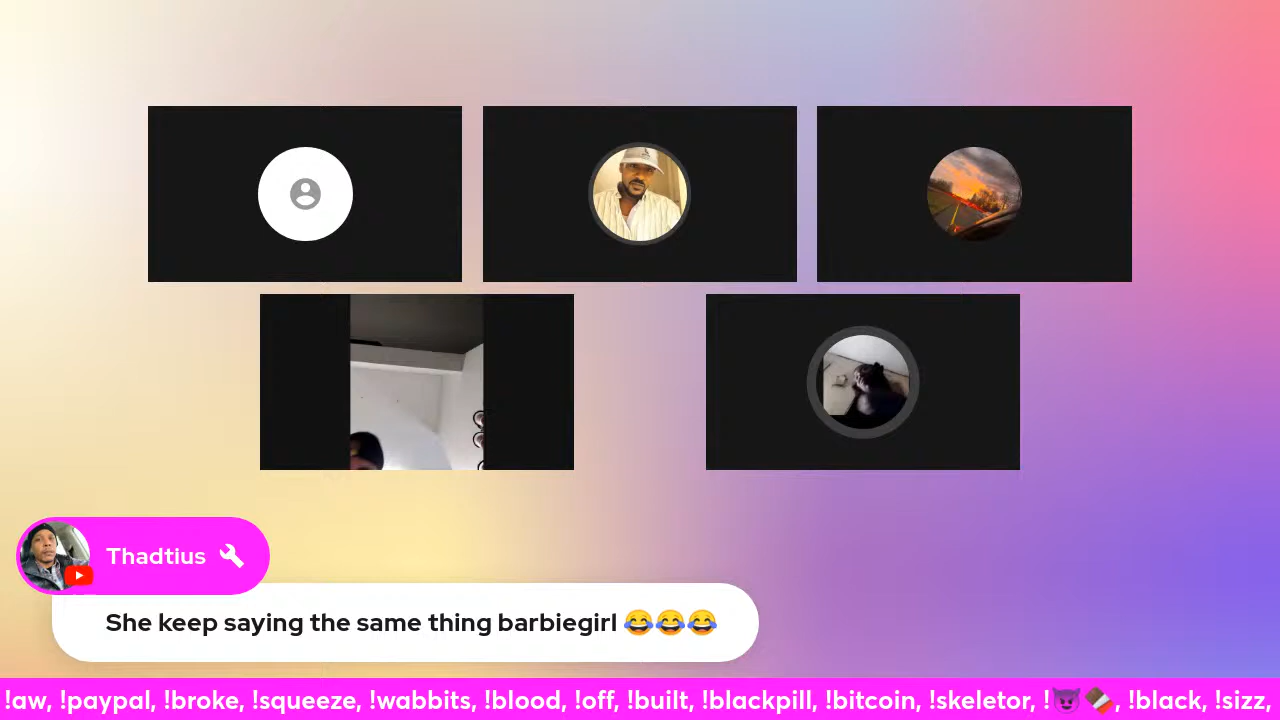 Thadtius
She keep saying the same thing barbiegirl 😂😂😂
!aw, !paypal, !broke, !squeeze, !wabbits, !blood, !off, !built, !blackpill, !bitcoin, !skeletor, !😈🍫, !black, !sizz,